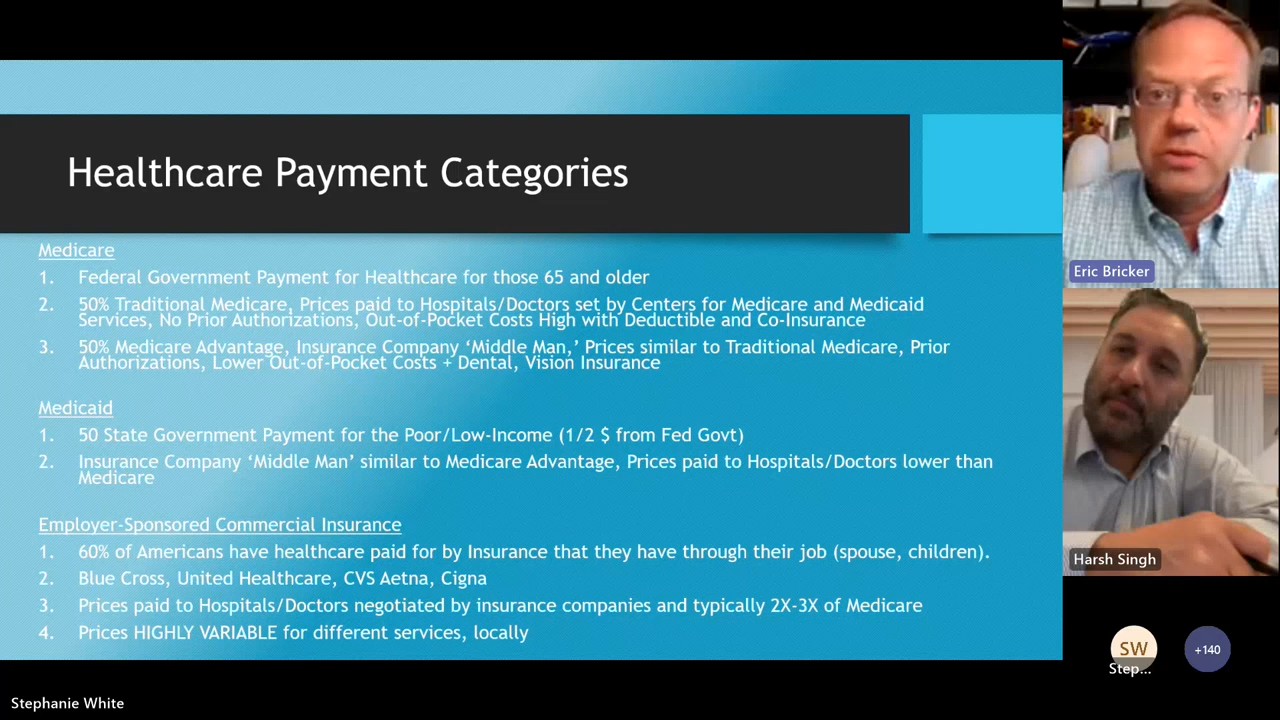 Healthcare Payment Categories
Medicare
1. Federal Government Payment for Healthcare for those 65 and older
2. 50% Traditional Medicare, Prices paid to Hospitals/Doctors set by Centers for Medicare and Medicaid
Services, No Prior Authorizations, Out-of-Pocket Costs High with Deductible and Co-Insurance
3. 50% Medicare Advantage, Insurance Company ‘Middle Man,’ Prices similar to Traditional Medicare, Prior
Authorizations, Lower Out-of-Pocket Costs + Dental, Vision Insurance
Medicaid
1. 50 State Government Payment for the Poor/Low-Income (1/2 $ from Fed Govt)
2. Insurance Company ‘Middle Man’ similar to Medicare Advantage, Prices paid to Hospitals/Doctors lower than
Medicare
Employer-Sponsored Commercial Insurance
1. 60% of Americans have healthcare paid for by Insurance that they have through their job (spouse, children).
2. Blue Cross, United Healthcare, CVS Aetna, Cigna
3. Prices paid to Hospitals/Doctors negotiated by insurance companies and typically 2X-3X of Medicare
4. Prices HIGHLY VARIABLE for different services, locally
Eric Bricker
Harsh Singh
SW
Step...
+140
Stephanie White